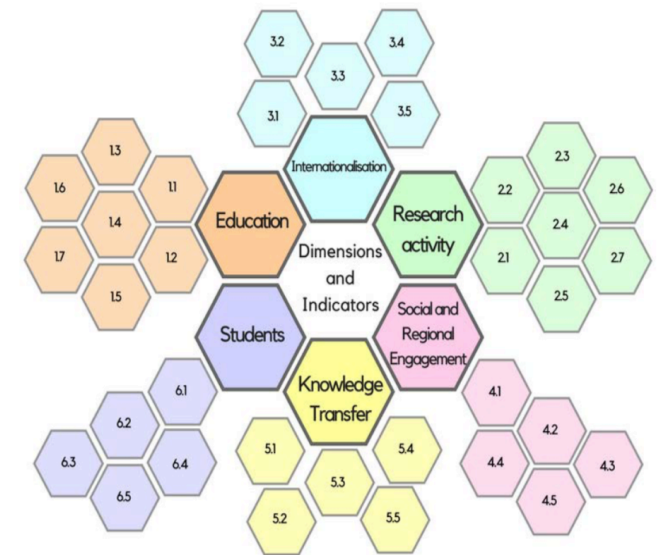 3.2
3.4
3.3
3.1
3.5
Internationalisation
1.3
1.6
1.1
1.4
1.7
1.2
1.5
Education
Research
activity
2.3
2.2
2.6
2.4
2.1
2.7
2.5
Dimensions
and
Indicators
Students
Social and
Regional
Engagement
Knowledge
Transfer
6.1
6.2
6.3
6.4
6.5
5.1
5.4
5.3
5.2
5.5
4.1
4.2
4.4
4.3
4.5